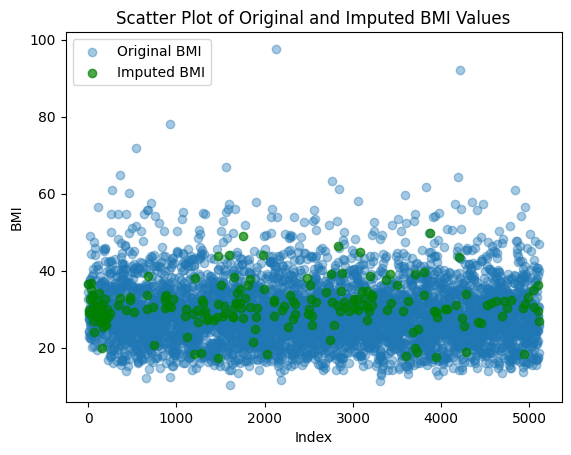 Scatter Plot of Original and Imputed BMI Values
Original BMI
Imputed BMI
100
80
60
40
20
BMI
0
1000
2000
3000
4000
5000
Index